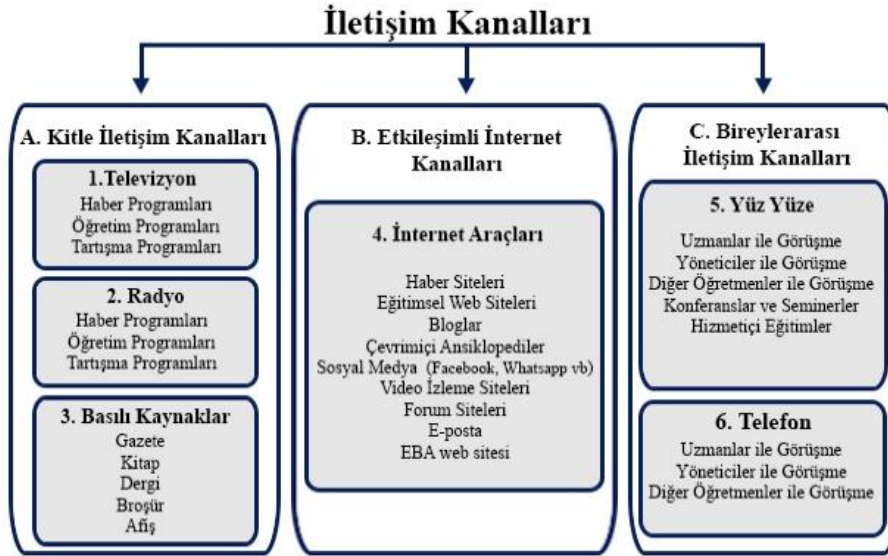 İletişim Kanalları
A. Kitle İletişim Kanalları
1.Televizyon
Haber Programları
Öğretim Programları
Tartışma Programları
2. Radyo
Haber Programları
Öğretim Programları
Tartışma Programları
3. Basılı Kaynaklar
Gazete
Kitap
Dergi
Broşür
Afiş
B. Etkileşimli İnternet
Kanalları
4. İnternet Araçları
Haber Siteleri
Eğitimsel Web Siteleri
Bloglar
Çevrimiçi Ansiklopediler
Sosyal Medya (Facebook, Whatsapp vb)
Video İzleme Siteleri
Forum Siteleri
E-posta
EBA web sitesi
C. Bireylerarası
İletişim Kanalları
5. Yüz Yüze
Uzmanlar ile Görüşme
Yöneticiler ile Görüşme
Diğer Öğretmenler ile Görüşme
Konferanslar ve Seminerler
Hizmetiçi Eğitimler
6. Telefon
Uzmanlar ile Görüşme
Yöneticiler ile Görüşme
Diğer Öğretmenler ile Görüşme